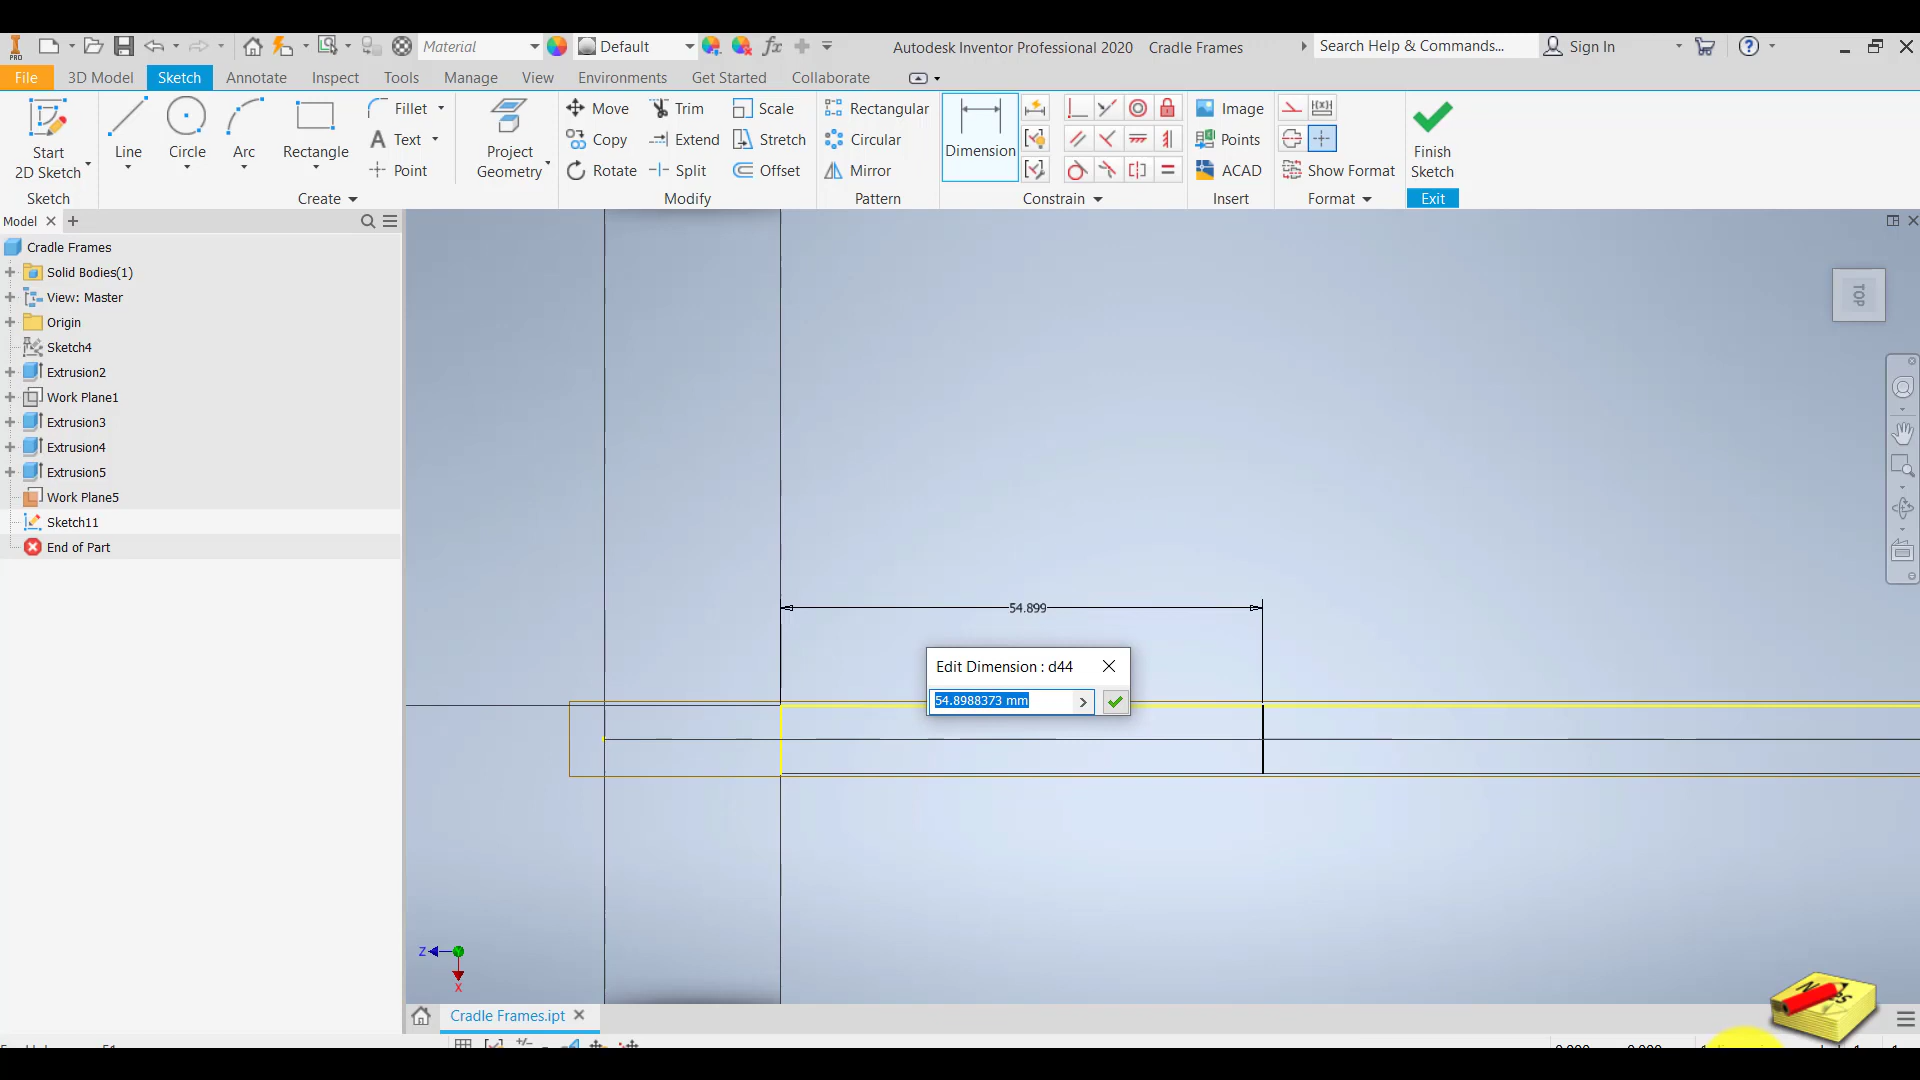 PRO
Material
Default
Autodesk Inventor Professional 2020 Cradle Frames
Search Help & Commands...
Sign In
File
3D Model
Sketch
Annotate
Inspect
Tools
Manage
View
Environments
Get Started
Collaborate
Start
2D Sketch
Line
Circle
Arc
Rectangle
Fillet
Text
Point
Project
Geometry
Move
Copy
Rotate
Trim
Extend
Split
Scale
Stretch
Offset
Rectangular
Circular
Mirror
Dimension
Image
Points
ACAD
Show Format
Finish
Sketch
Sketch
Create
Modify
Pattern
Constrain
Insert
Format
Exit
Model
Cradle Frames
Solid Bodies(1)
View: Master
Origin
Sketch4
Extrusion2
Work Plane1
Extrusion3
Extrusion4
Extrusion5
Work Plane5
Sketch11
End of Part
TOP
54.899
Edit Dimension : d44
54.8988373 mm
Z
X
Notes
Cradle Frames.ipt